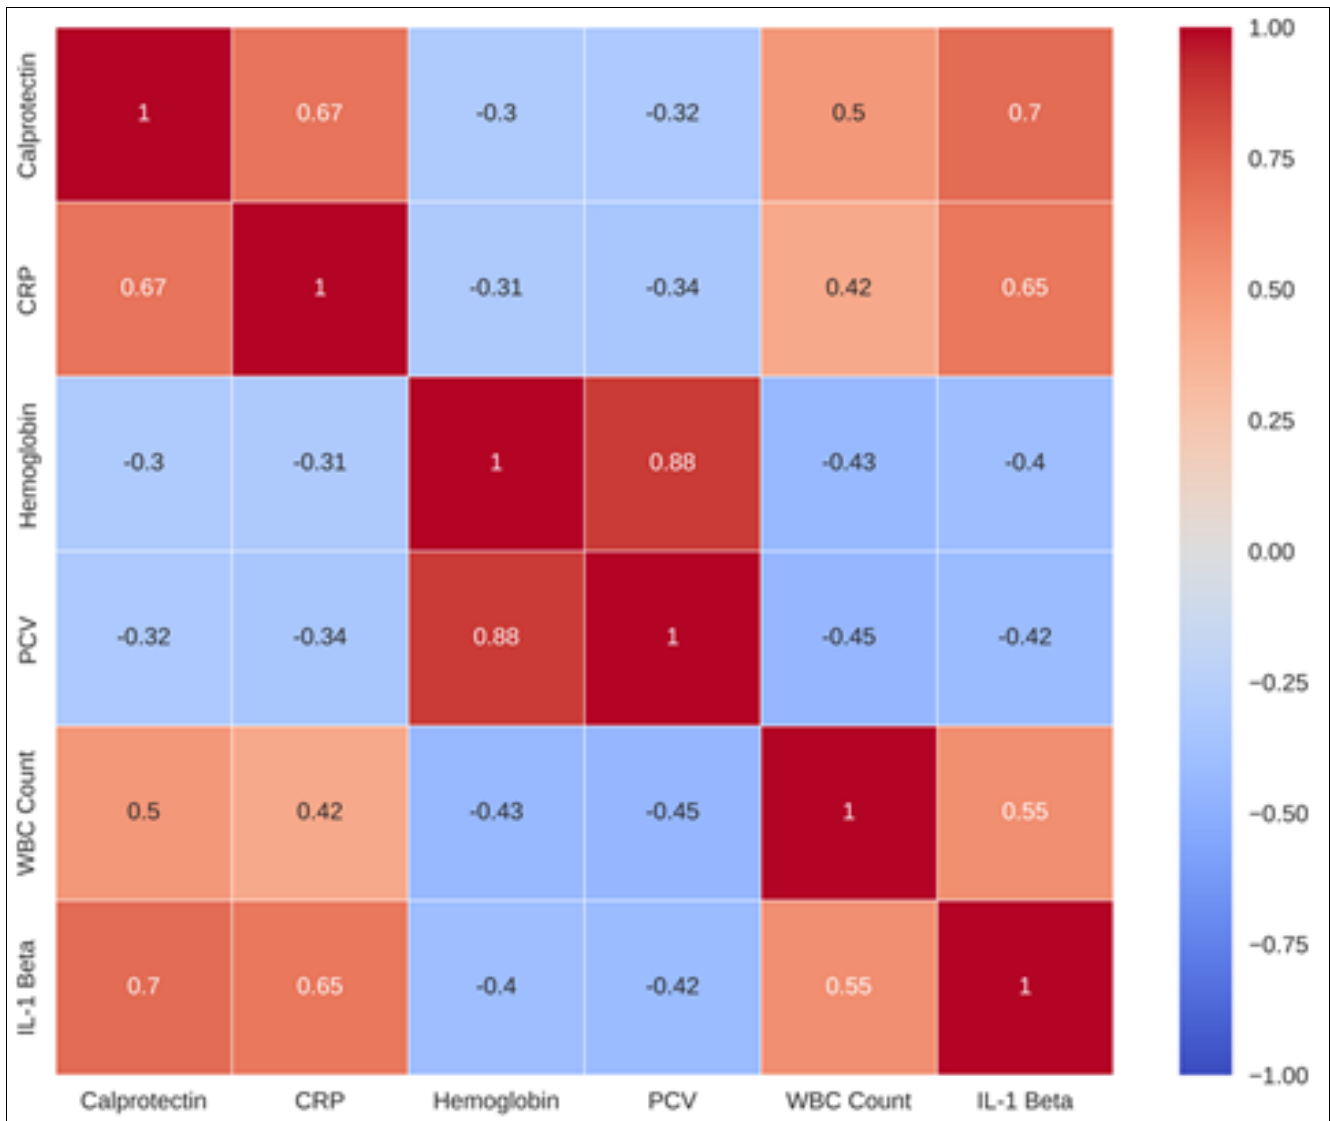 Calprotectin 1 0.67 -0.3 -0.32 0.5 0.7
CRP 0.67 1 -0.31 -0.34 0.42 0.65
Hemoglobin -0.3 -0.31 1 0.88 -0.43 -0.4
PCV -0.32 -0.34 0.88 1 -0.45 -0.42
WBC Count 0.5 0.42 -0.43 -0.45 1 0.55
IL-1 Beta 0.7 0.65 -0.4 -0.42 0.55 1
Calprotectin CRP Hemoglobin PCV WBC Count IL-1 Beta
1.00
0.75
0.50
0.25
0.00
−0.25
−0.50
−0.75
−1.00